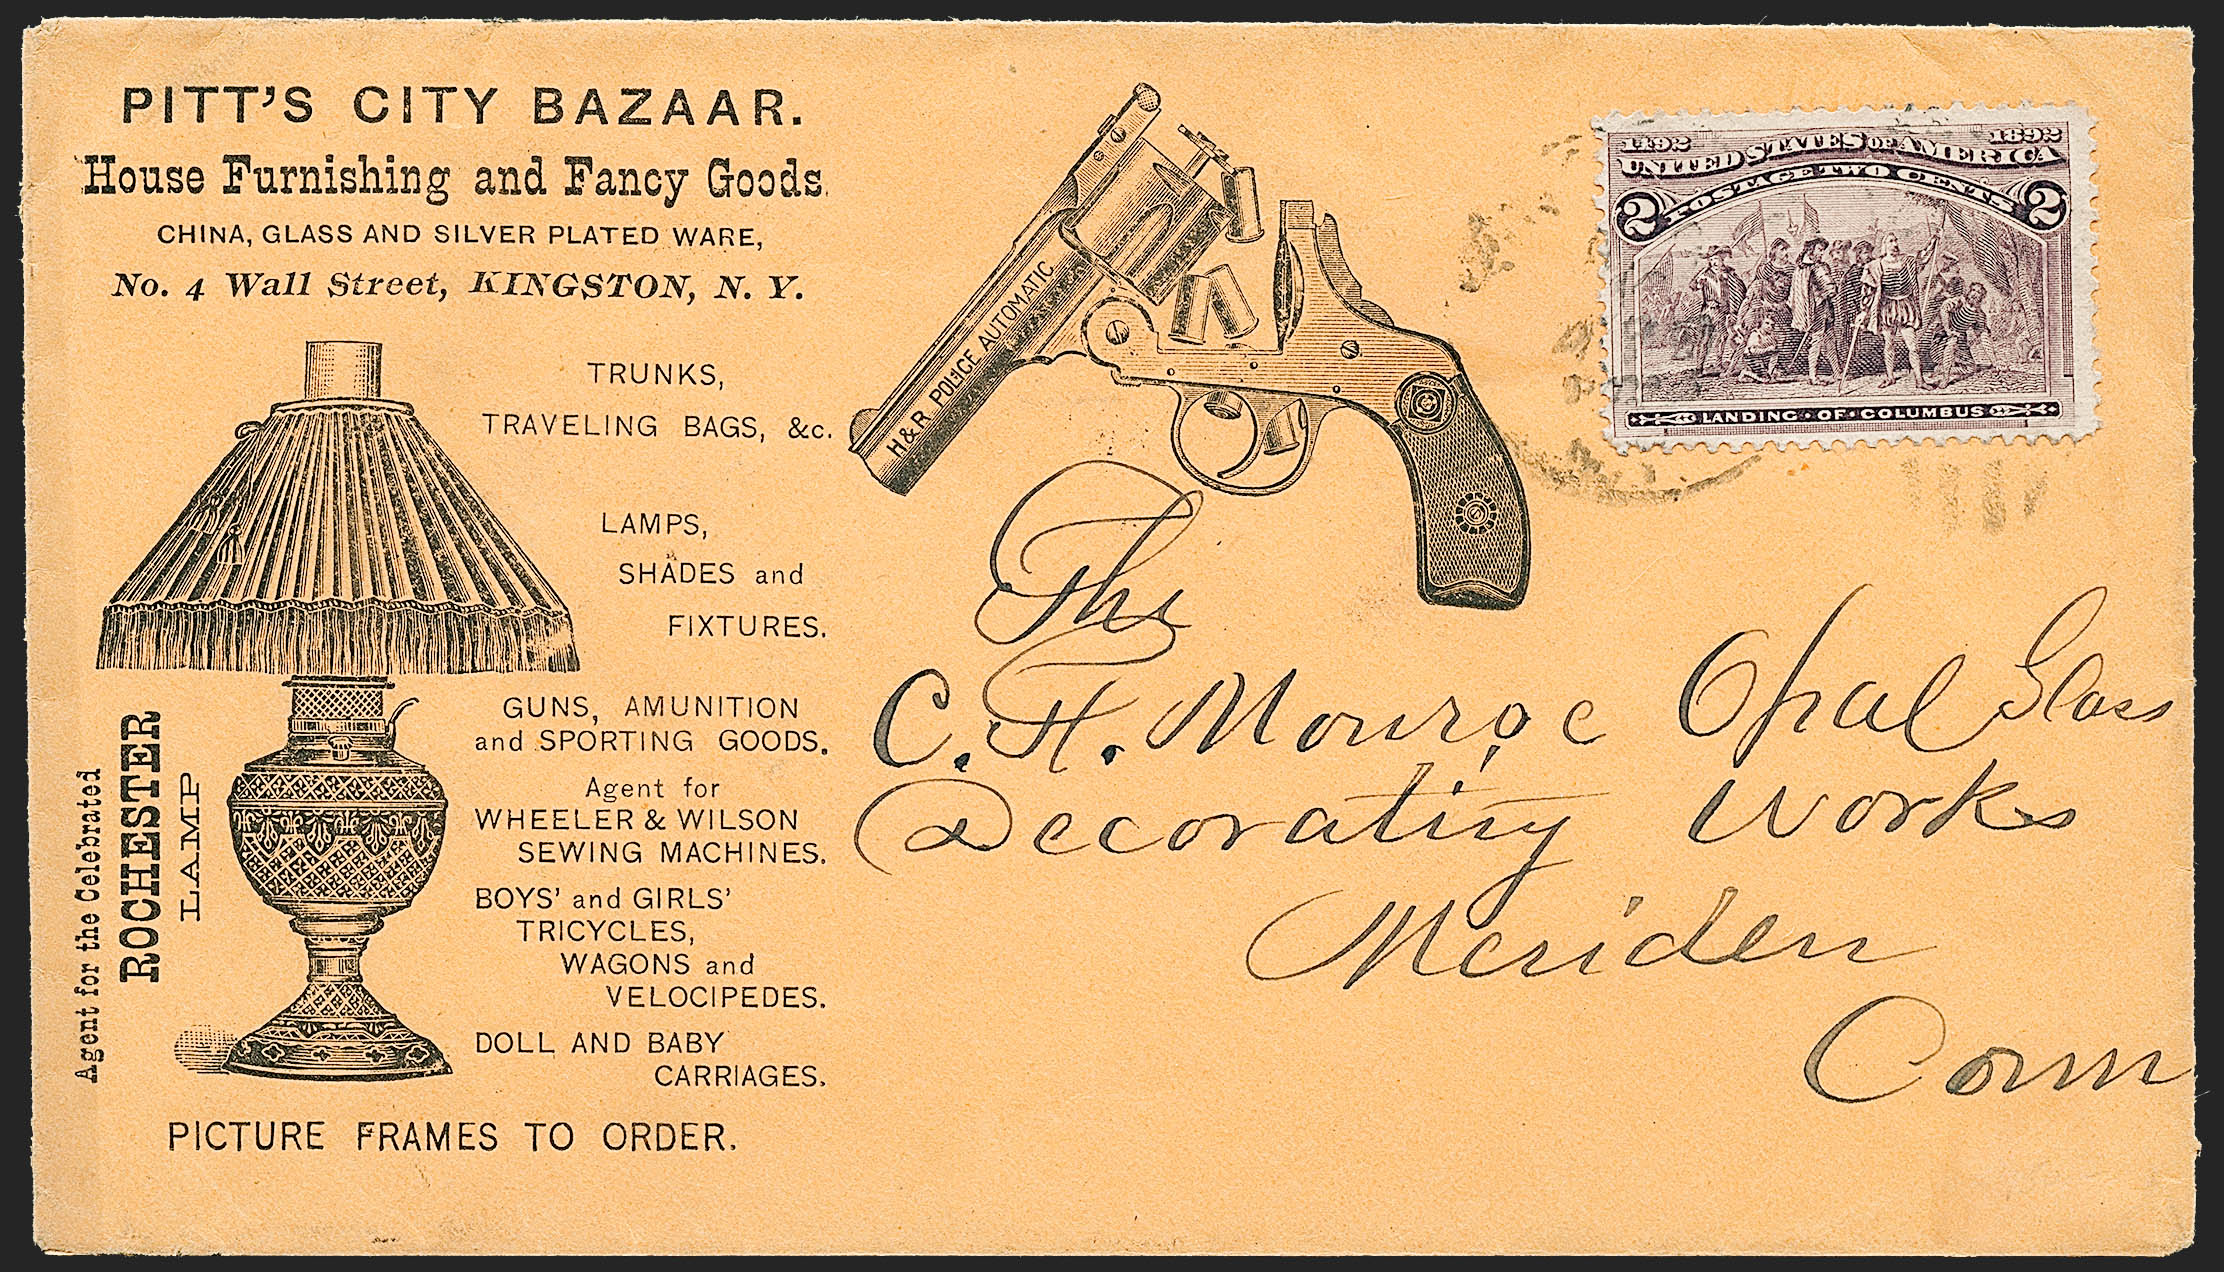 PITT'S CITY BAZAAR.
House Furnishing and Fancy Goods.
CHINA, GLASS AND SILVER PLATED WARE,
No. 4 Wall Street, KINGSTON, N. Y.
TRUNKS,
TRAVELING BAGS, &c.
LAMPS,
SHADES and
FIXTURES.
GUNS, AMUNITION
and SPORTING GOODS.
Agent for
WHEELER & WILSON
SEWING MACHINES.
BOYS' and GIRLS'
TRICYCLES,
WAGONS and
VELOCIPEDES.
DOLL AND BABY
CARRIAGES.
Agent for the Celebrated
ROCHESTER
LAMP
PICTURE FRAMES TO ORDER.
H&R POLICE AUTOMATIC
1492 1892
UNITED STATES OF AMERICA
2 POSTAGE TWO CENTS 2
LANDING OF COLUMBUS
The
C. H. Monroe Opal Glass
Decorating Works
Meriden
Conn